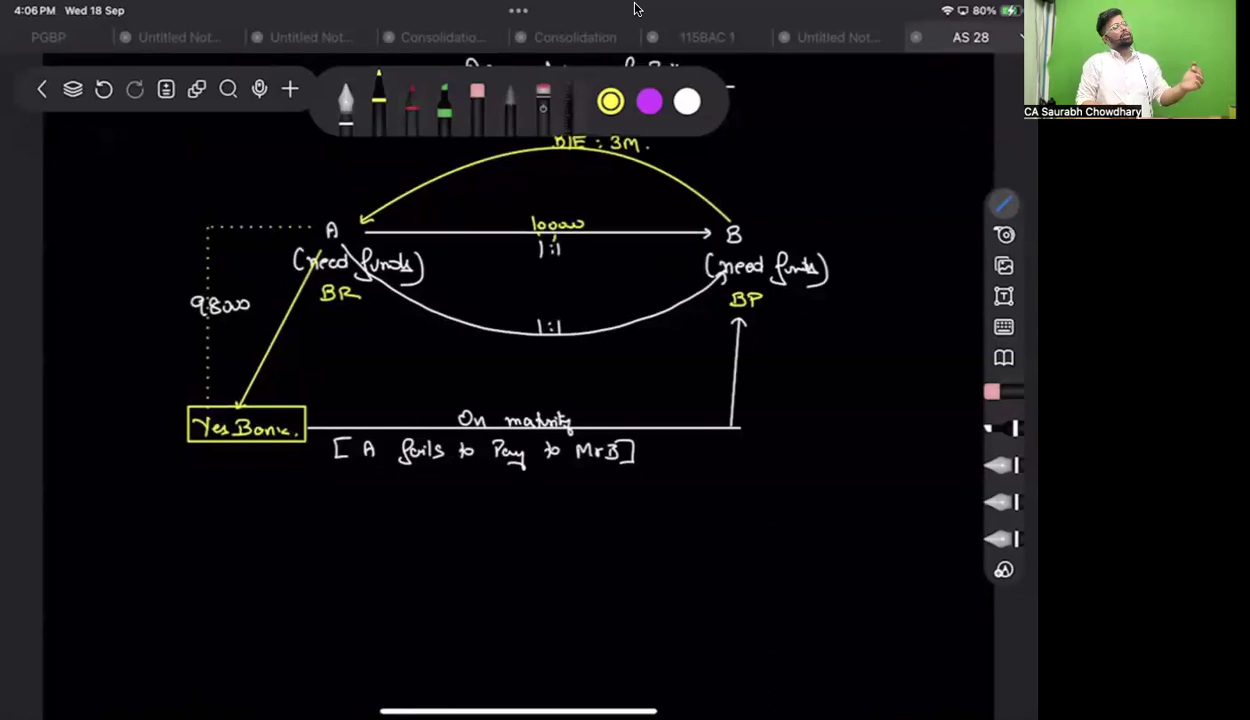 4:06 PM Wed 18 Sep
80%
PGBP
Untitled Not...
Untitled Not...
Consolidatio...
Consolidation
115BAC 1
Untitled Not...
AS 28
CA Saurabh Chowdhary
B/E : 3M.
10000
A
1:1
B
(need funds)
(need funds)
BR
BP
9800
1:1
On maturity
Yes Bank.
[A fails to Pay to Mr B]